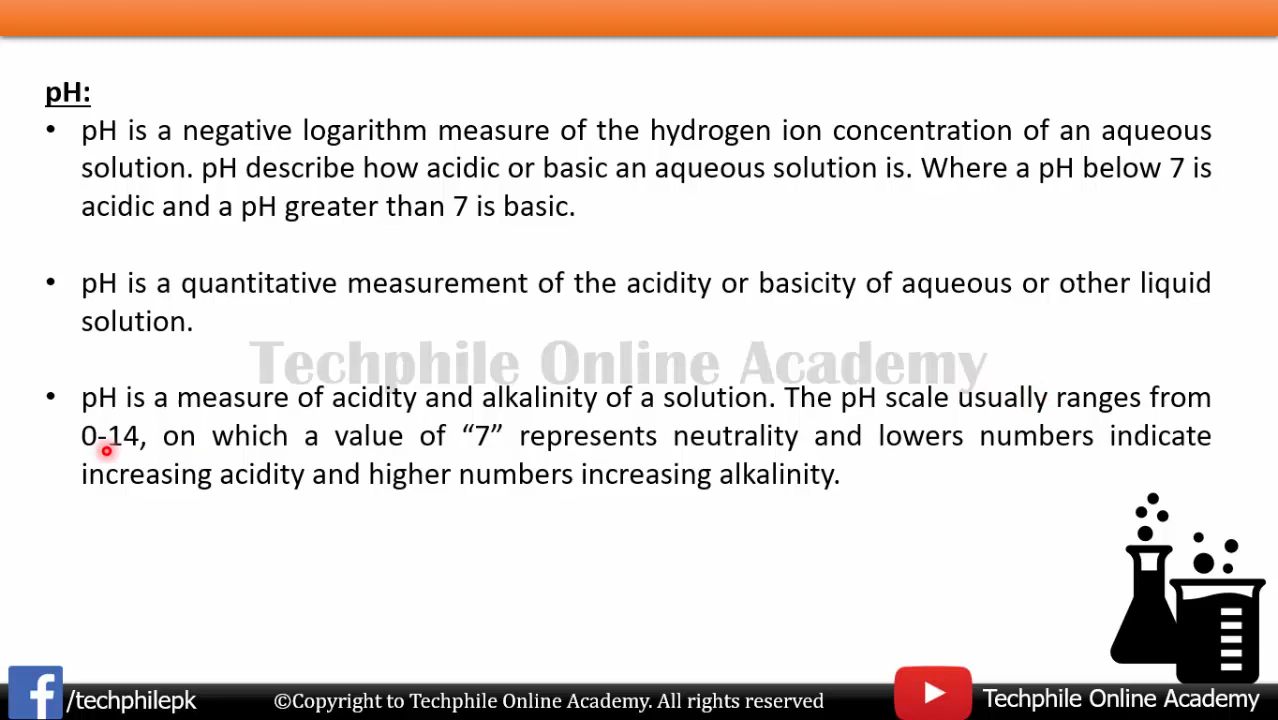 pH:
• pH is a negative logarithm measure of the hydrogen ion concentration of an aqueous
solution. pH describe how acidic or basic an aqueous solution is. Where a pH below 7 is
acidic and a pH greater than 7 is basic.
• pH is a quantitative measurement of the acidity or basicity of aqueous or other liquid
solution.
Techphile Online Academy
• pH is a measure of acidity and alkalinity of a solution. The pH scale usually ranges from
0-14, on which a value of “7” represents neutrality and lowers numbers indicate
increasing acidity and higher numbers increasing alkalinity.
f /techphilepk ©Copyright to Techphile Online Academy. All rights reserved Techphile Online Academy